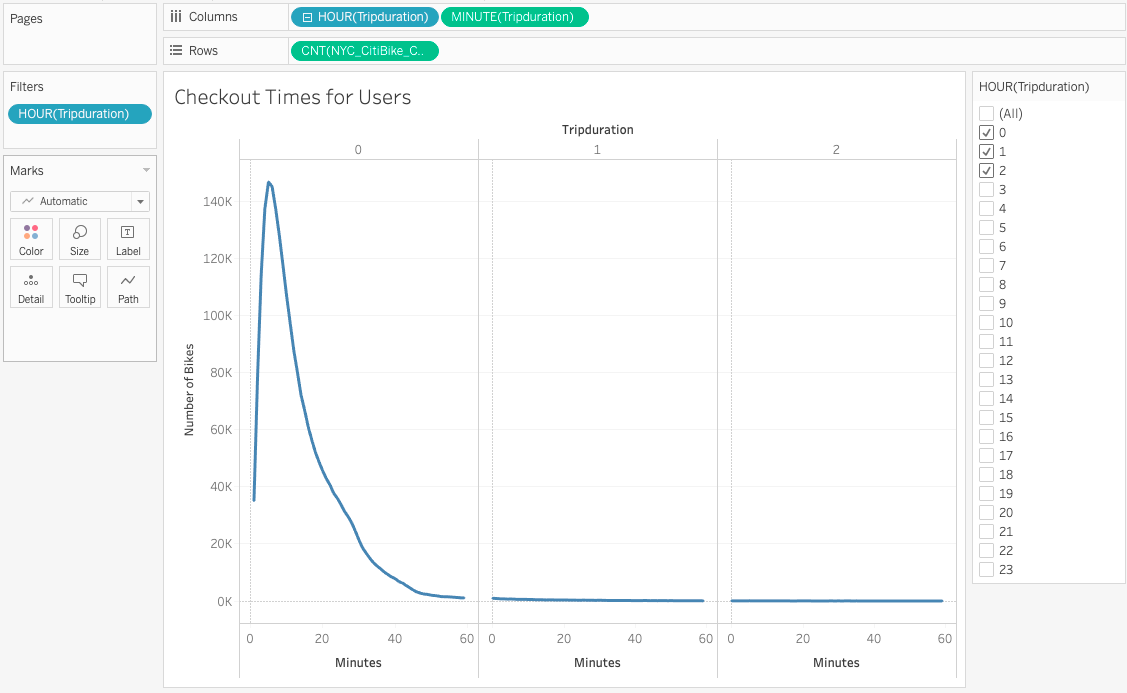 Pages
Columns
HOUR(Tripduration)
MINUTE(Tripduration)
Rows
CNT(NYC_CitiBike_C..
Filters
HOUR(Tripduration)
Marks
Automatic
Color
Size
Label
Detail
Tooltip
Path
Checkout Times for Users
Tripduration
0
1
2
Number of Bikes
140K
120K
100K
80K
60K
40K
20K
0K
0 20 40 60
0 20 40 60
0 20 40 60
Minutes
Minutes
Minutes
HOUR(Tripduration)
(All)
0
1
2
3
4
5
6
7
8
9
10
11
12
13
14
15
16
17
18
19
20
21
22
23